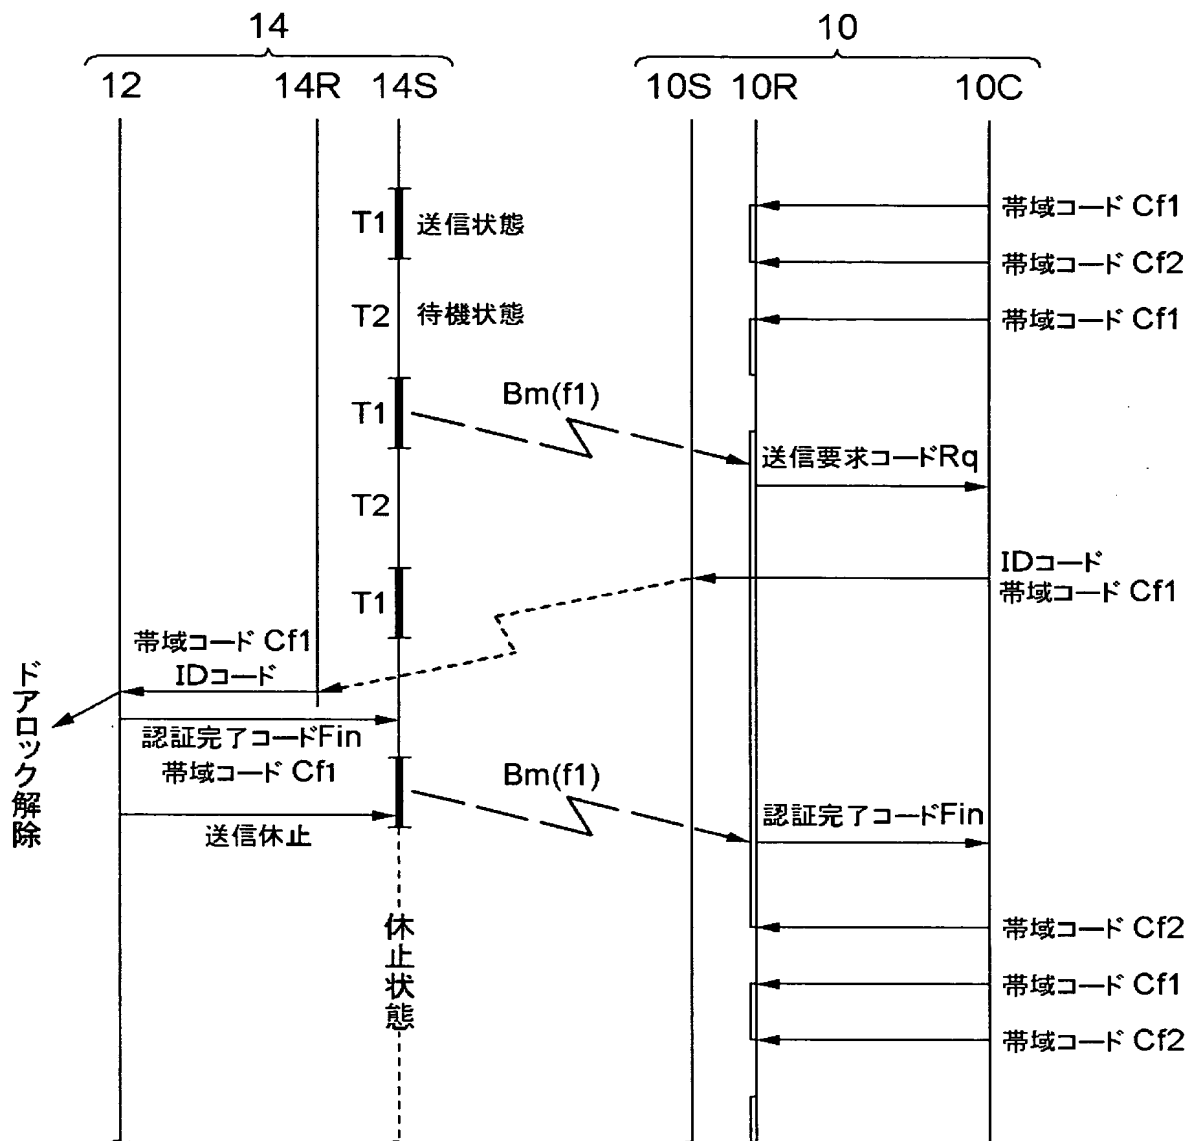 14
10
12
14R
14S
10S
10R
10C
T1
送信状態
帯域コード Cf1
帯域コード Cf2
T2
待機状態
帯域コード Cf1
T1
Bm(f1)
送信要求コードRq
T2
IDコード
帯域コード Cf1
T1
帯域コード Cf1
IDコード
ドアロック解除
認証完了コードFin
帯域コード Cf1
Bm(f1)
送信休止
認証完了コードFin
休止状態
帯域コード Cf2
帯域コード Cf1
帯域コード Cf2